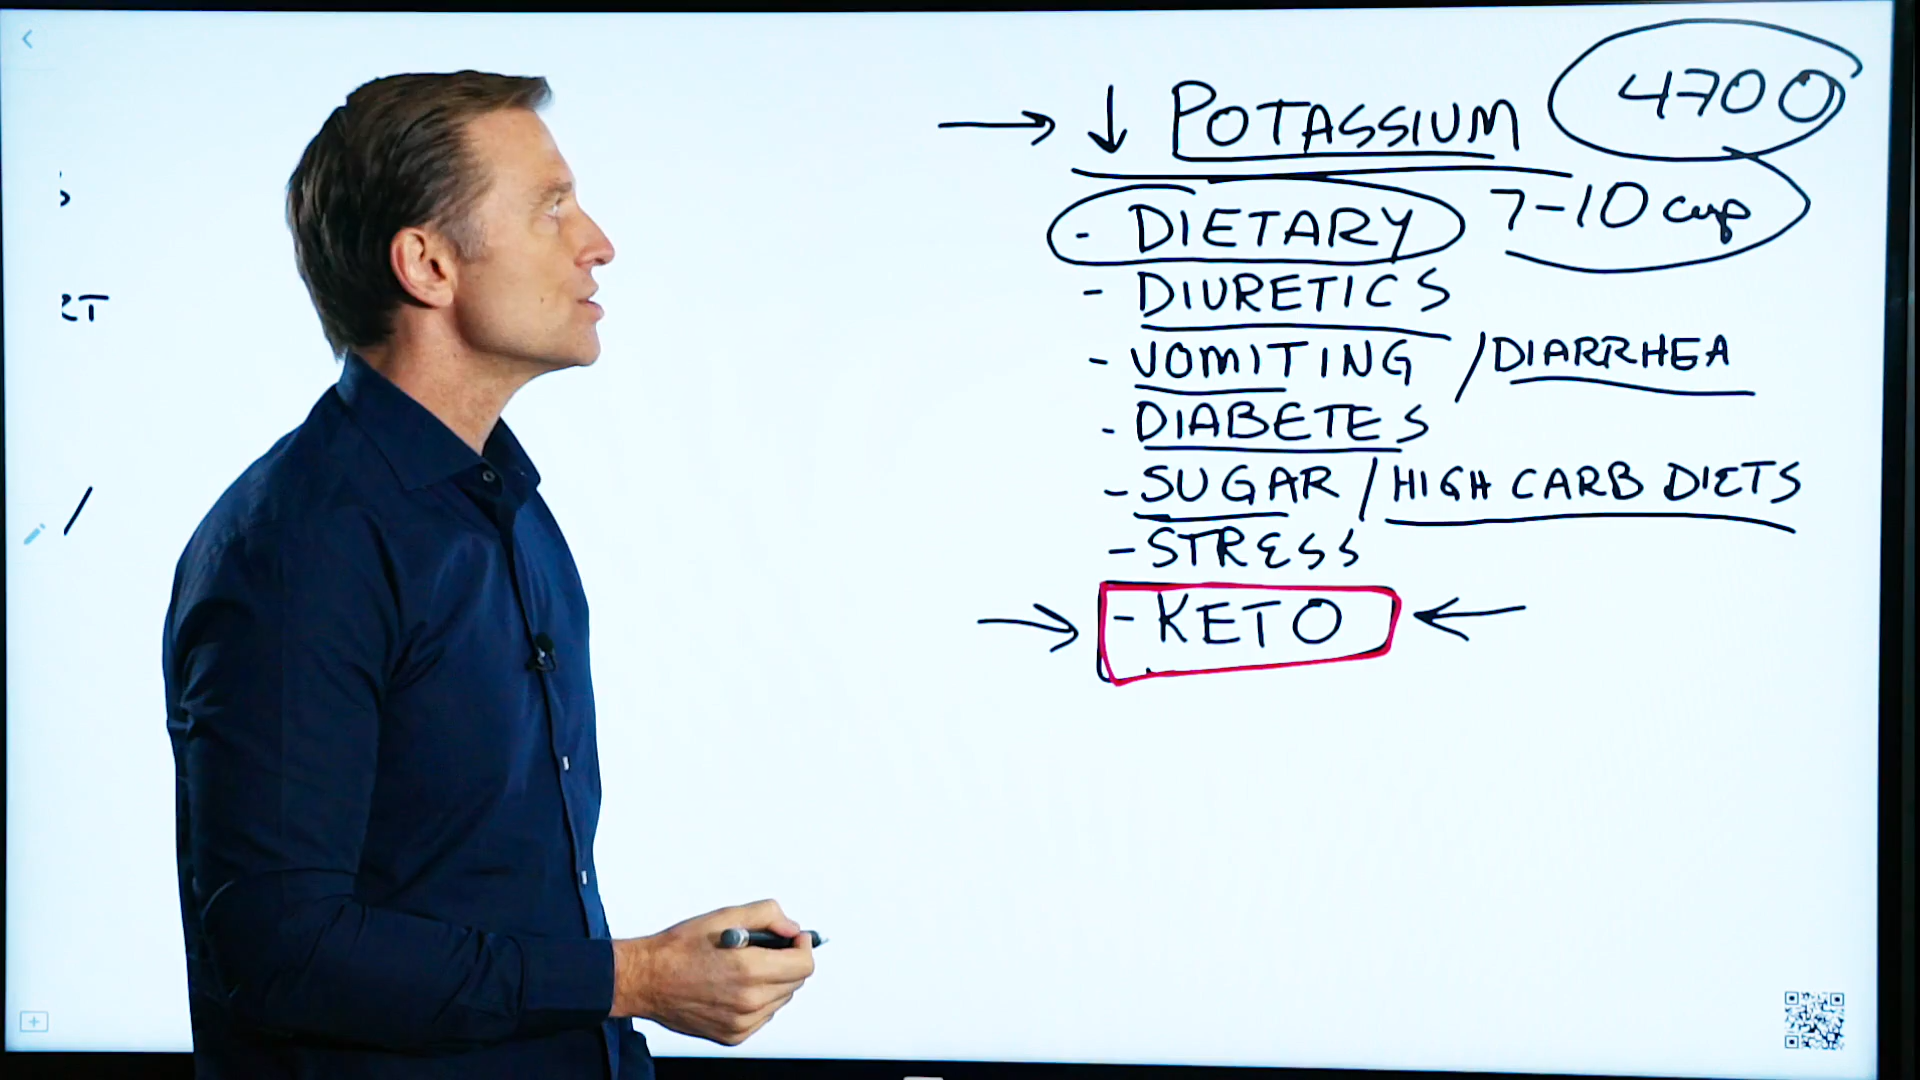 ↓ POTASSIUM 4700
- DIETARY 7-10 cup
- DIURETICS
- VOMITING / DIARRHEA
- DIABETES
- SUGAR / HIGH CARB DIETS
- STRESS
- KETO